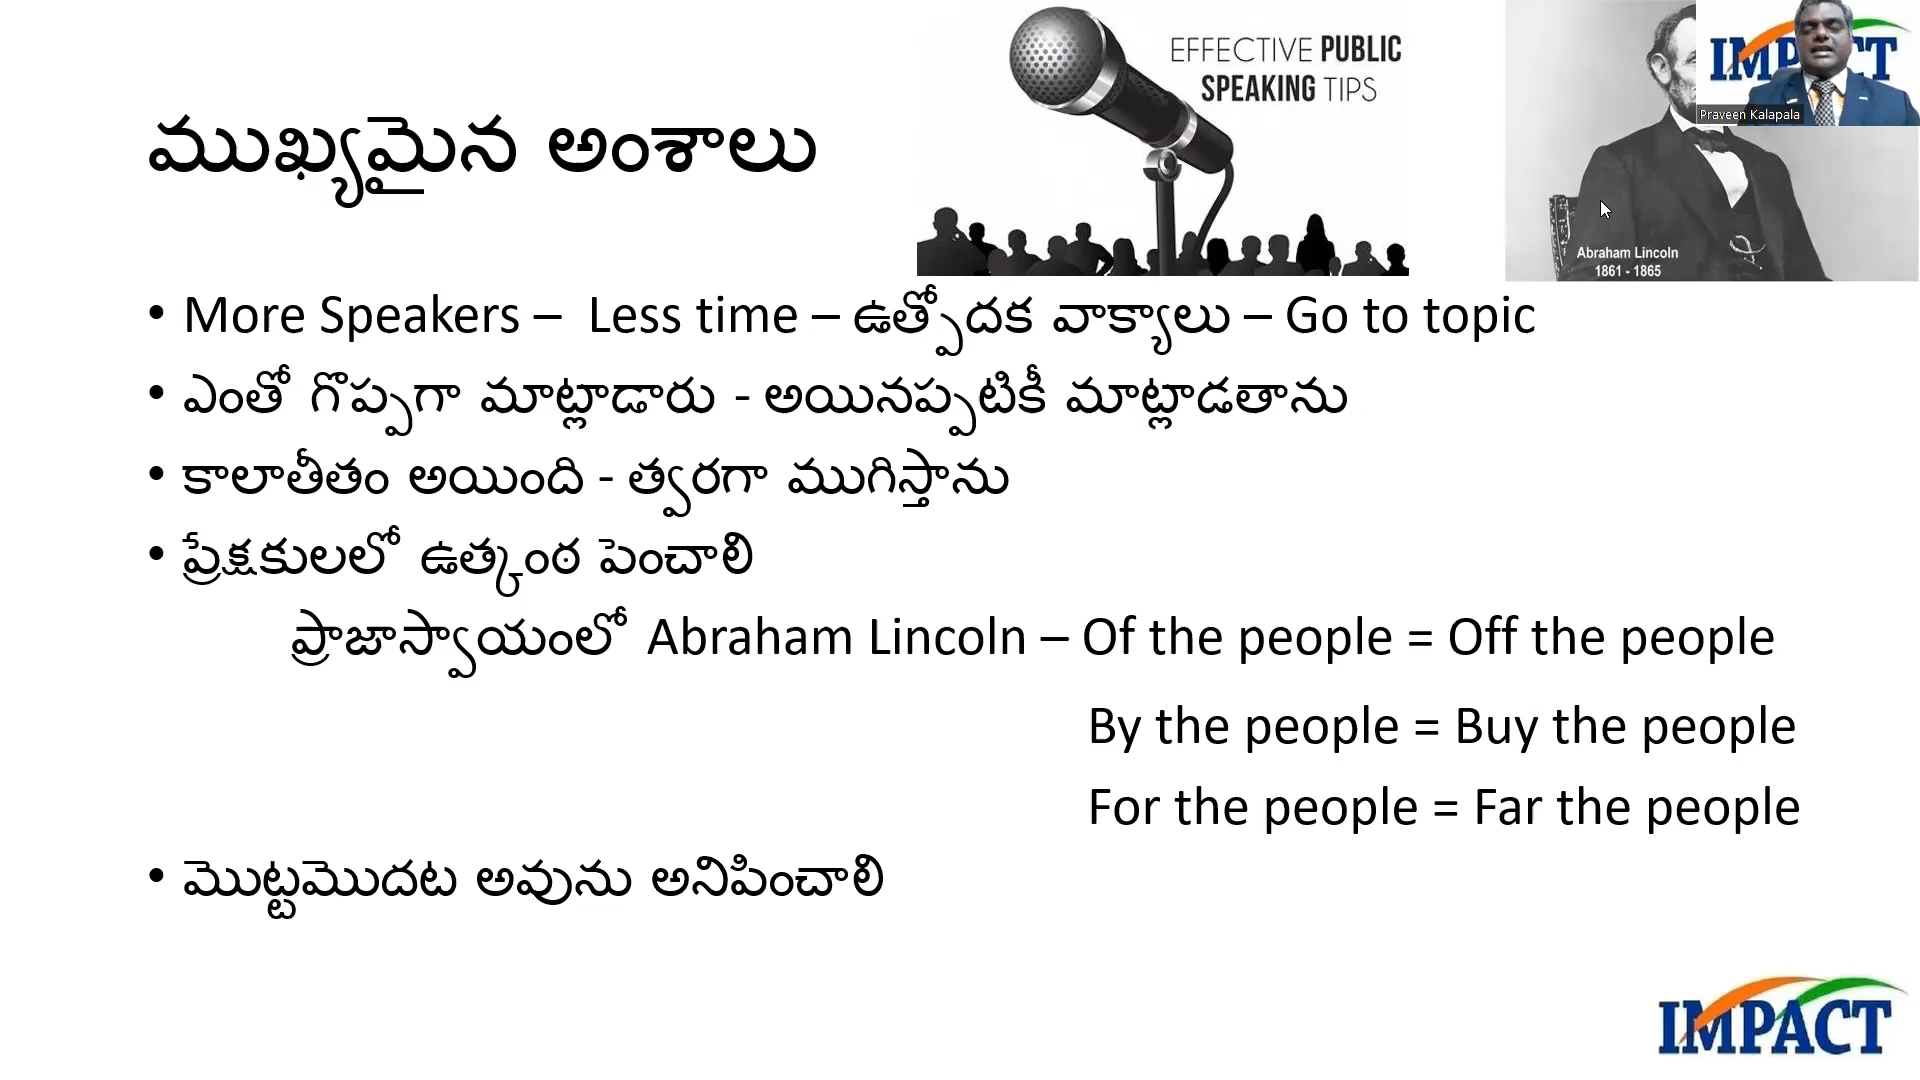 EFFECTIVE PUBLIC
SPEAKING TIPS
IMPACT
Praveen Kalapala
Abraham Lincoln
1861 - 1865
ముఖ్యమైన అంశాలు
• More Speakers – Less time – ఉత్ప్రోదక వాక్యాలు – Go to topic
• ఎంతో గొప్పగా మాట్లాడారు - అయినప్పటికీ మాట్లాడతాను
• కాలాతీతం అయింది - త్వరగా ముగిస్తాను
• ప్రేక్షకులలో ఉత్కంఠ పెంచాలి
ప్రాజాస్వాయంలో Abraham Lincoln – Of the people = Off the people
By the people = Buy the people
For the people = Far the people
• మొట్టమొదట అవును అనిపించాలి
IMPACT